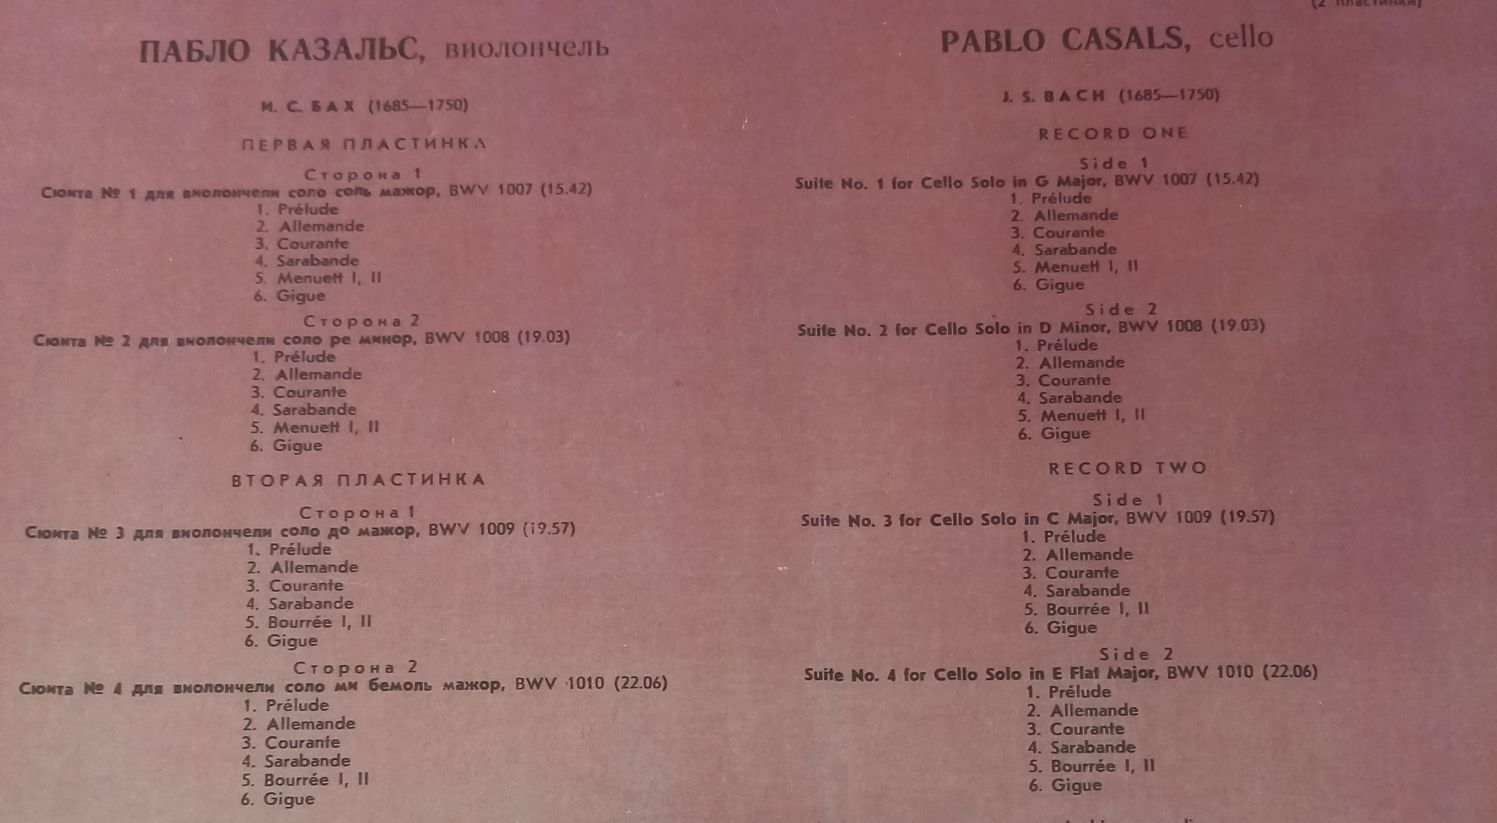 (2 пластинки)
ПАБЛО КАЗАЛЬС, виолончель
И. С. БАХ (1685—1750)
ПЕРВАЯ ПЛАСТИНКА
Сторона 1
Сюита № 1 для виолончели соло соль мажор, BWV 1007 (15.42)
1. Prélude
2. Allemande
3. Courante
4. Sarabande
5. Menuett I, II
6. Gigue
Сторона 2
Сюита № 2 для виолончели соло ре минор, BWV 1008 (19.03)
1. Prélude
2. Allemande
3. Courante
4. Sarabande
5. Menuett I, II
6. Gigue
ВТОРАЯ ПЛАСТИНКА
Сторона 1
Сюита № 3 для виолончели соло до мажор, BWV 1009 (19.57)
1. Prélude
2. Allemande
3. Courante
4. Sarabande
5. Bourrée I, II
6. Gigue
Сторона 2
Сюита № 4 для виолончели соло ми бемоль мажор, BWV 1010 (22.06)
1. Prélude
2. Allemande
3. Courante
4. Sarabande
5. Bourrée I, II
6. Gigue
PABLO CASALS, cello
J. S. BACH (1685—1750)
RECORD ONE
Side 1
Suite No. 1 for Cello Solo in G Major, BWV 1007 (15.42)
1. Prélude
2. Allemande
3. Courante
4. Sarabande
5. Menuett I, II
6. Gigue
Side 2
Suite No. 2 for Cello Solo in D Minor, BWV 1008 (19.03)
1. Prélude
2. Allemande
3. Courante
4. Sarabande
5. Menuett I, II
6. Gigue
RECORD TWO
Side 1
Suite No. 3 for Cello Solo in C Major, BWV 1009 (19.57)
1. Prélude
2. Allemande
3. Courante
4. Sarabande
5. Bourrée I, II
6. Gigue
Side 2
Suite No. 4 for Cello Solo in E Flat Major, BWV 1010 (22.06)
1. Prélude
2. Allemande
3. Courante
4. Sarabande
5. Bourrée I, II
6. Gigue